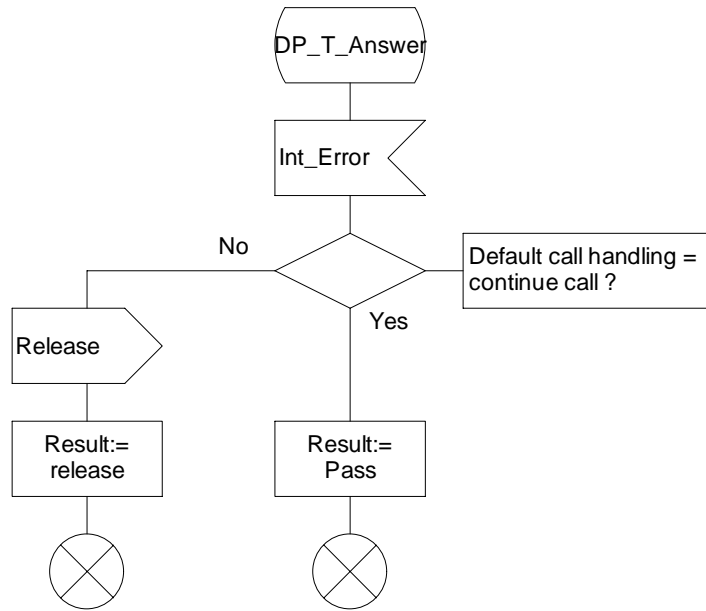 DP_T_Answer
Int_Error
No
Default call handling =
continue call ?
Yes
Release
Result:=
release
Result:=
Pass